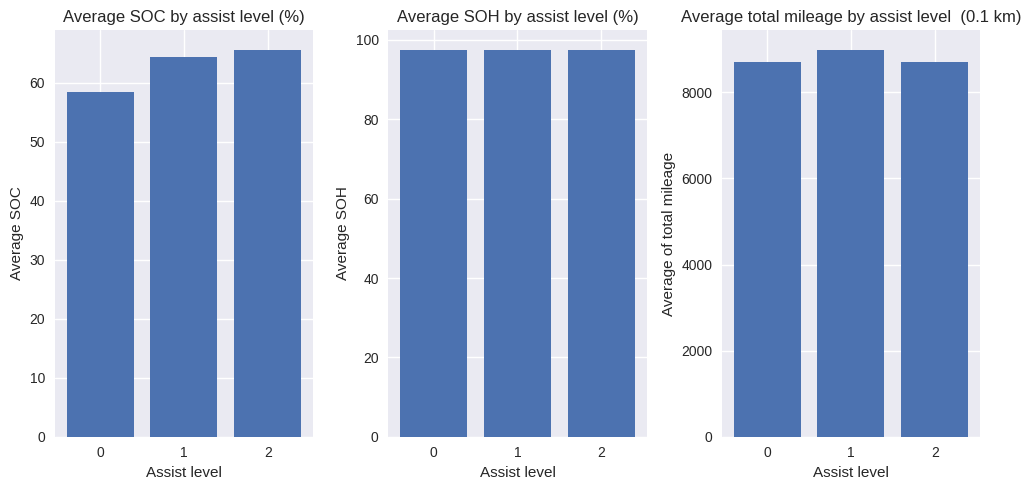 Average SOC by assist level (%)
Average SOC
60
50
40
30
20
10
0
0 1 2
Assist level
Average SOH by assist level (%)
Average SOH
100
80
60
40
20
0
0 1 2
Assist level
Average total mileage by assist level  (0.1 km)
Average of total mileage
8000
6000
4000
2000
0
0 1 2
Assist level